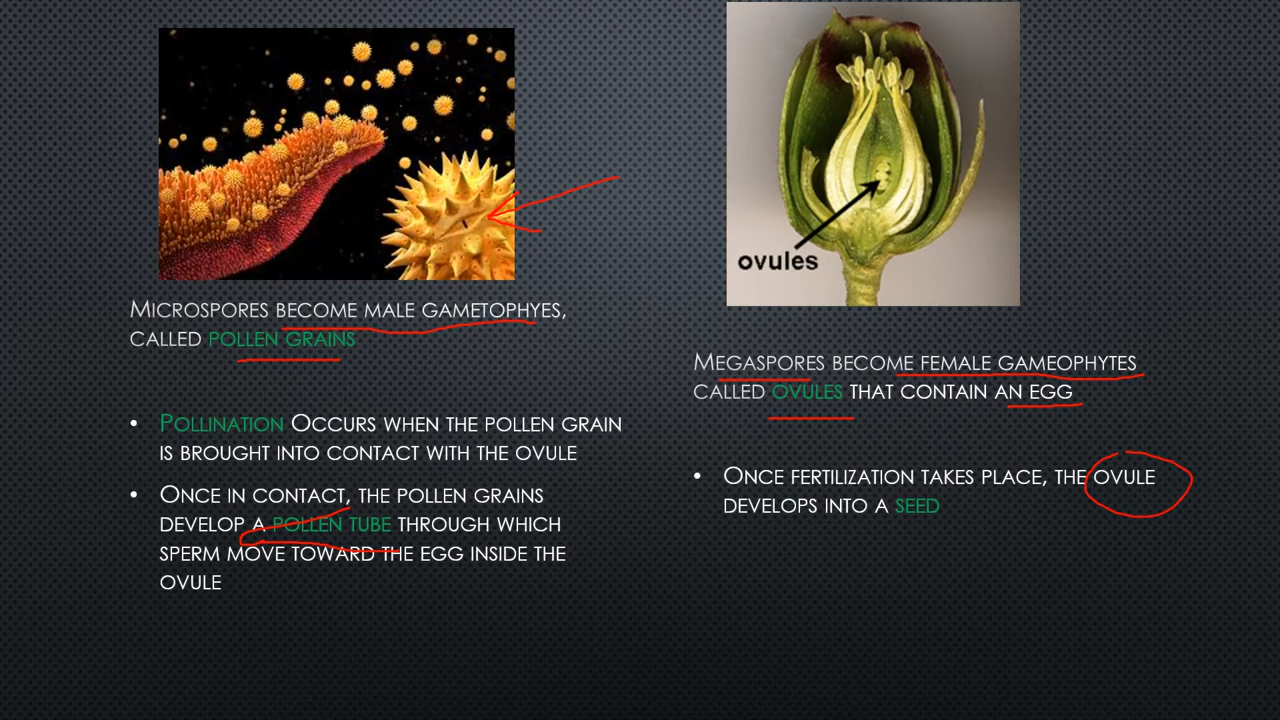 ovules
MICROSPORES BECOME MALE GAMETOPHYES,
CALLED POLLEN GRAINS
• POLLINATION OCCURS WHEN THE POLLEN GRAIN
IS BROUGHT INTO CONTACT WITH THE OVULE
• ONCE IN CONTACT, THE POLLEN GRAINS
DEVELOP A POLLEN TUBE THROUGH WHICH
SPERM MOVE TOWARD THE EGG INSIDE THE
OVULE
MEGASPORES BECOME FEMALE GAMEOPHYTES
CALLED OVULES THAT CONTAIN AN EGG
• ONCE FERTILIZATION TAKES PLACE, THE OVULE
DEVELOPS INTO A SEED